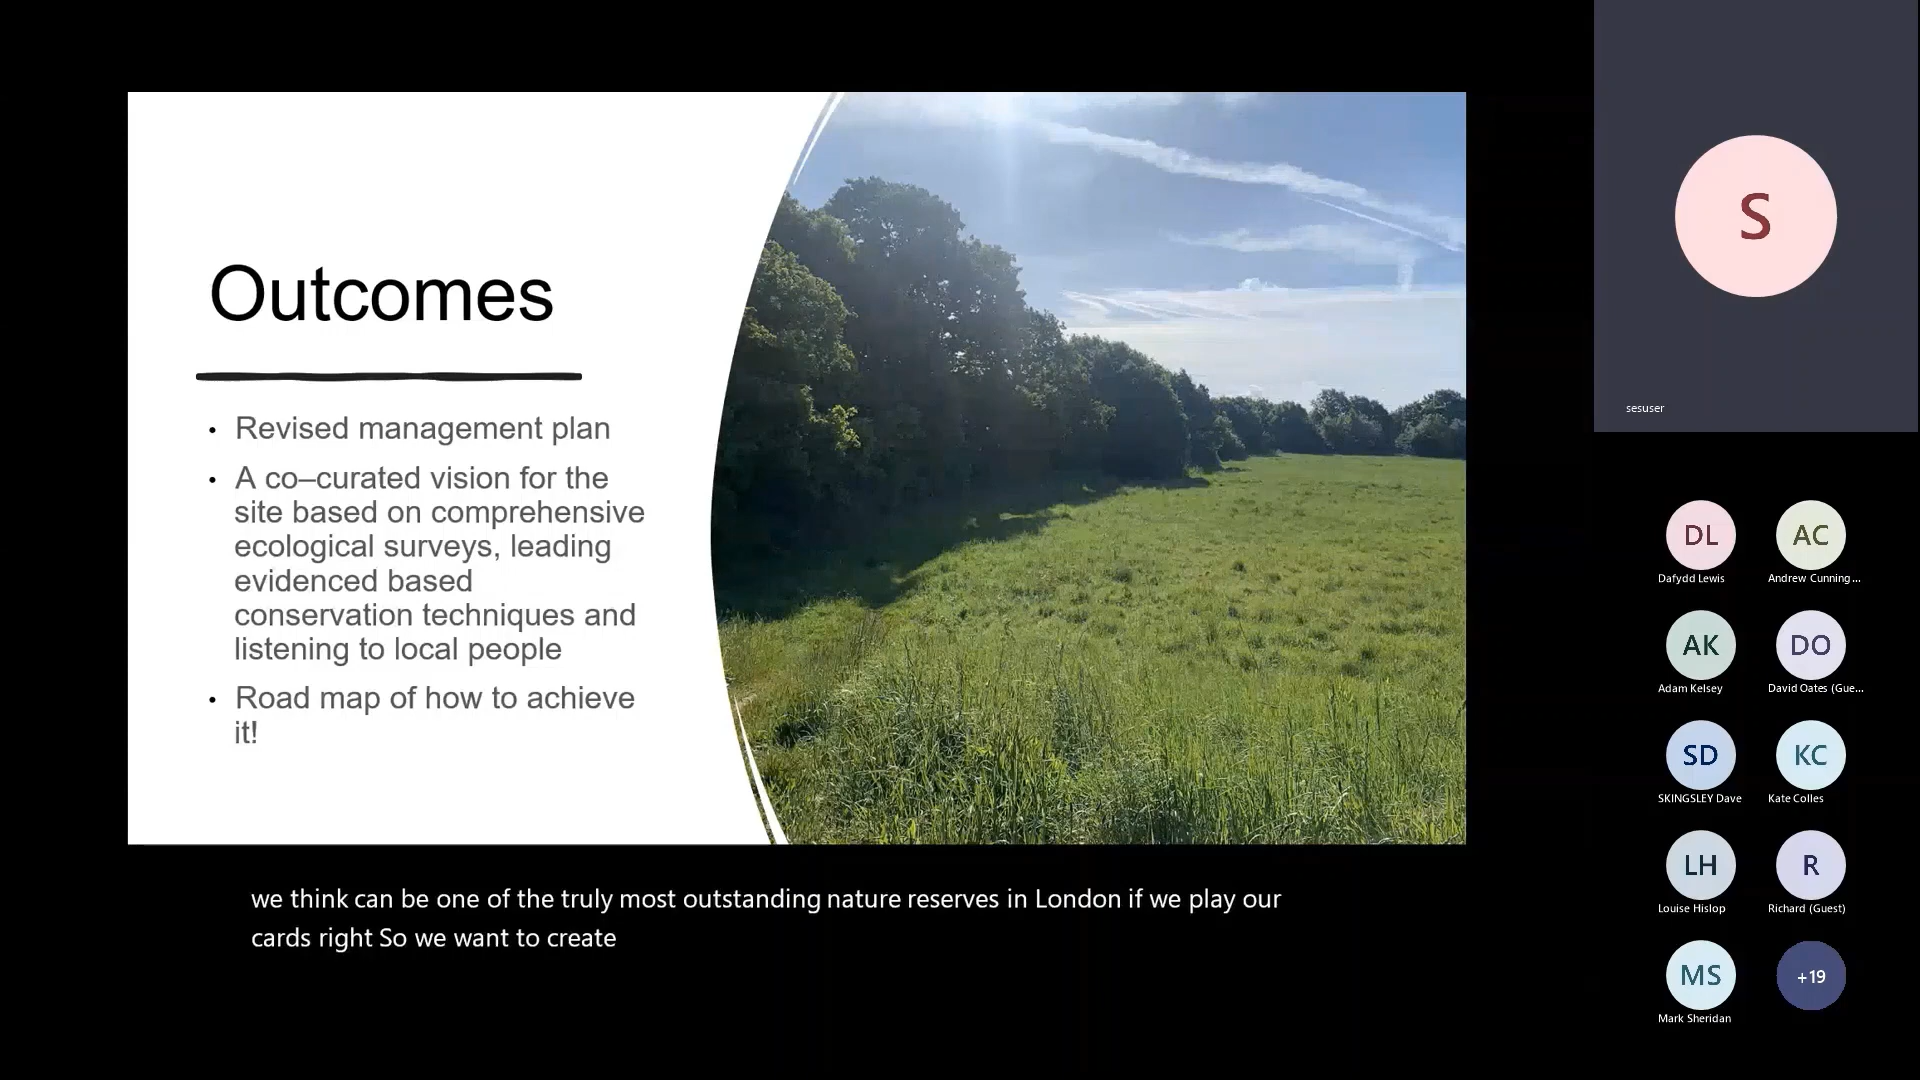 Outcomes
• Revised management plan
• A co–curated vision for the
site based on comprehensive
ecological surveys, leading
evidenced based
conservation techniques and
listening to local people
• Road map of how to achieve
it!
we think can be one of the truly most outstanding nature reserves in London if we play our
cards right So we want to create
S
sesuser
DL
AC
Dafydd Lewis
Andrew Cunning...
AK
DO
Adam Kelsey
David Oates (Gue...
SD
KC
SKINGSLEY Dave
Kate Colles
LH
R
Louise Hislop
Richard (Guest)
MS
+19
Mark Sheridan